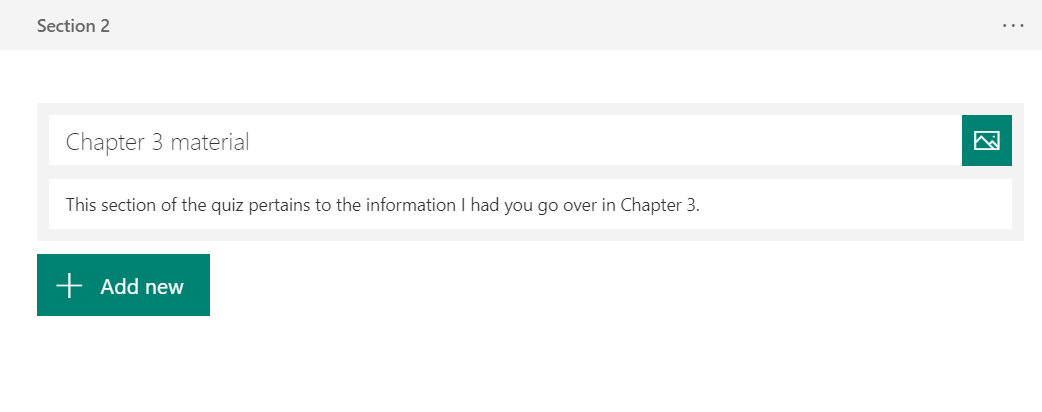 Section 2
Chapter 3 material
This section of the quiz pertains to the information I had you go over in Chapter 3.
Add new